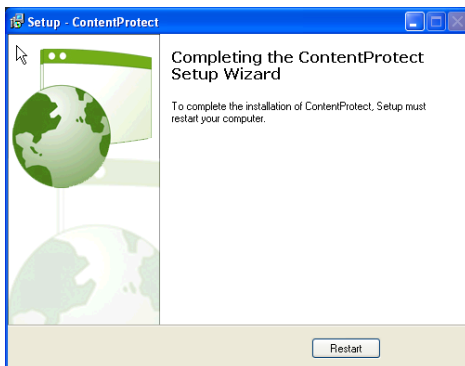 Setup - ContentProtect
Completing the ContentProtect
Setup Wizard
To complete the installation of ContentProtect, Setup must
restart your computer.
Restart